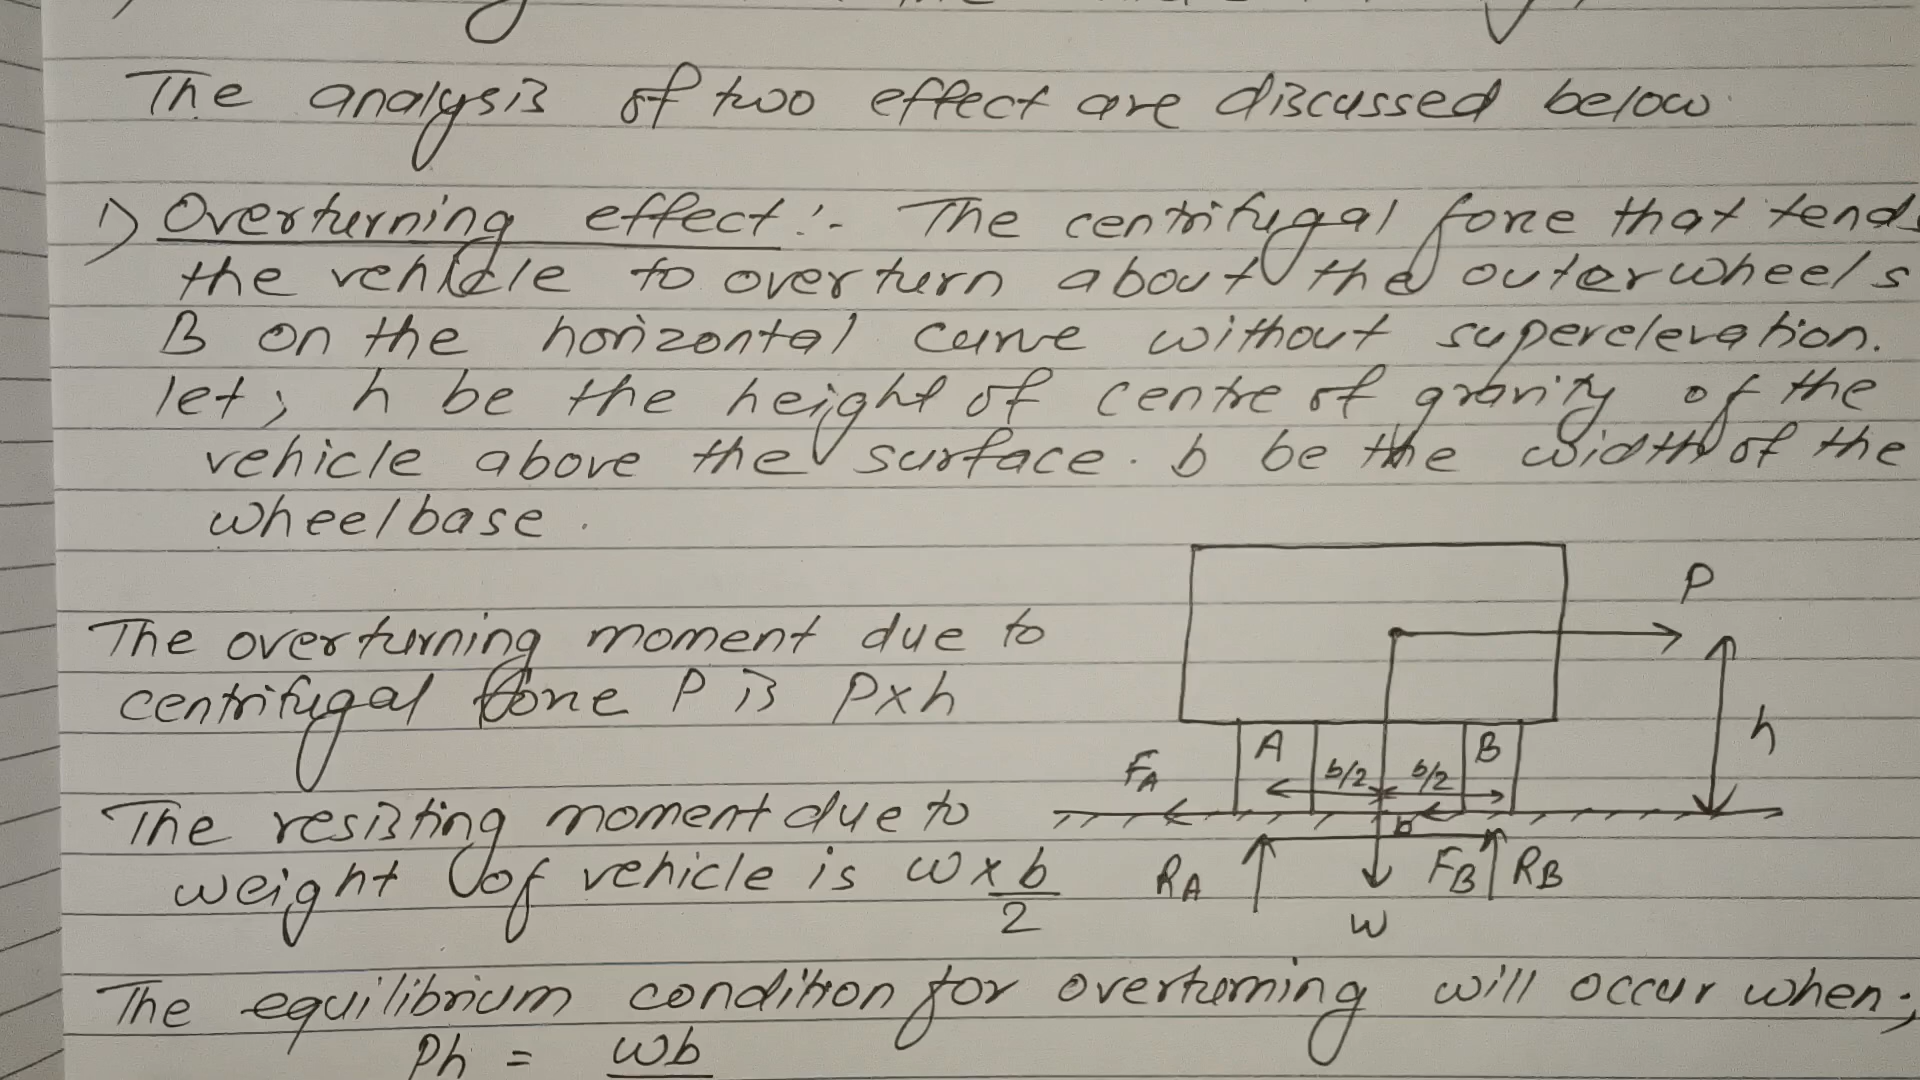 The analysis of two effect are discussed below.
1) Overturning effect :- The centrifugal force that tends
the vehicle to overturn about the outer wheels
B on the horizontal curve without superelevation.
let, h be the height of centre of gravity of the
vehicle above the surface. b be the width of the
wheelbase.
P
The overturning moment due to
centrifugal force P is P×h
h
A
B
FA
b/2
b/2
The resisting moment due to
b
weight of vehicle is W × b/2
RA
FB
RB
W
The equilibrium condition for overturning will occur when;
Ph = wb